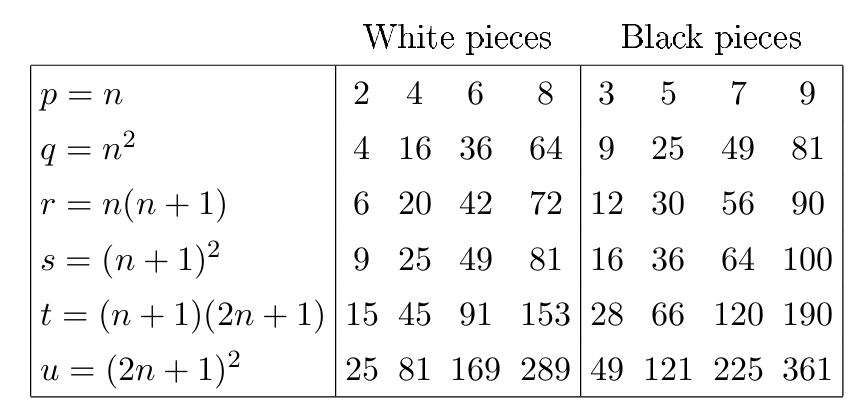 White pieces Black pieces
p = n 2 4 6 8 3 5 7 9
q = n² 4 16 36 64 9 25 49 81
r = n(n + 1) 6 20 42 72 12 30 56 90
s = (n + 1)² 9 25 49 81 16 36 64 100
t = (n + 1)(2n + 1) 15 45 91 153 28 66 120 190
u = (2n + 1)² 25 81 169 289 49 121 225 361